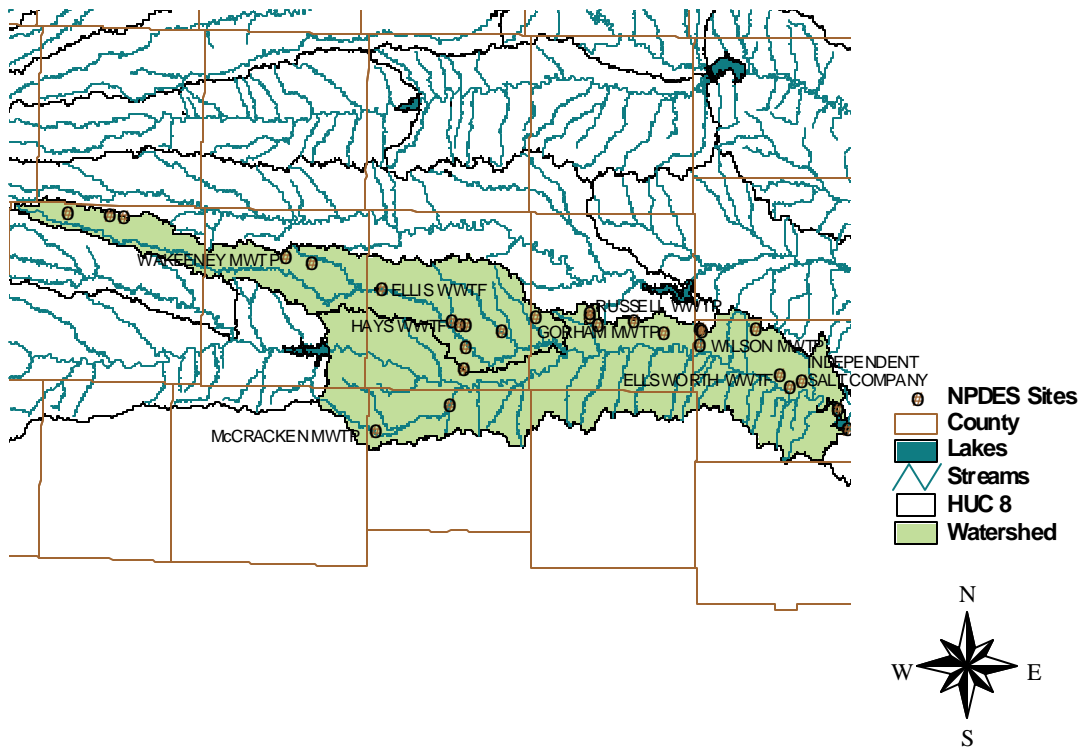 WAKEENEY MWTP
ELLIS WWTF
RUSSELL WWTP
HAYS WWTF
GORHAM MWTP
WILSON MWTP
INDEPENDENT
ELLSWORTH WWTF
SALT COMPANY
McCRACKEN MWTP
NPDES Sites
County
Lakes
Streams
HUC 8
Watershed
N
W
E
S